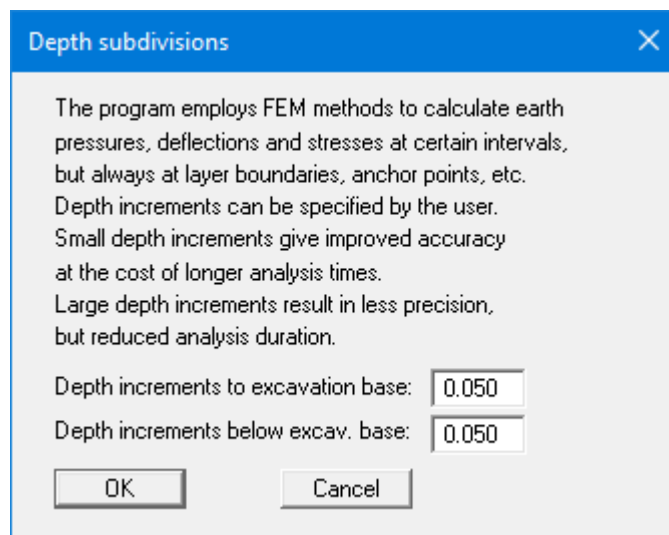 Depth subdivisions
The program employs FEM methods to calculate earth
pressures, deflections and stresses at certain intervals,
but always at layer boundaries, anchor points, etc.
Depth increments can be specified by the user.
Small depth increments give improved accuracy
at the cost of longer analysis times.
Large depth increments result in less precision,
but reduced analysis duration.
Depth increments to excavation base: 0.050
Depth increments below excav. base: 0.050
OK Cancel